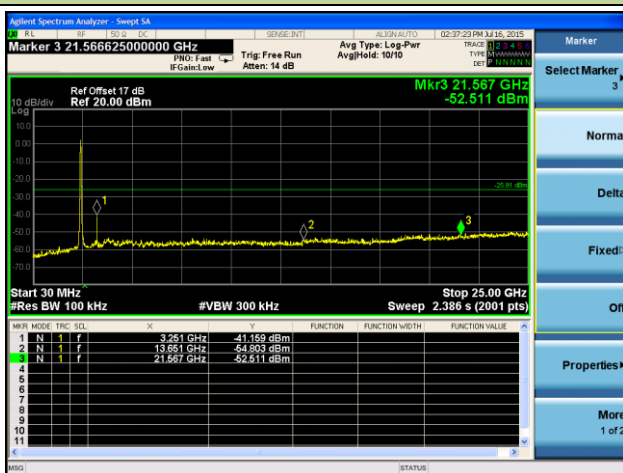 Agilent Spectrum Analyzer - Swept SA
RL RF 50 Ω DC SENSE:INT ALIGN AUTO 02:37:23 PM Jul 16, 2015
Marker 3 21.566625000000 GHz
PNO: Fast
IFGain:Low
Trig: Free Run
Atten: 14 dB
Avg Type: Log-Pwr
Avg|Hold: 10/10
TRACE 1 2 3 4 5 6
TYPE M
DET P N N N N N
Mkr3 21.567 GHz
-52.511 dBm
Ref Offset 17 dB
10 dB/div Ref 20.00 dBm
Log
10.0
0.00
-10.0
-20.0
-25.91 dBm
-30.0
-40.0
-50.0
-60.0
-70.0
1
2
3
Start 30 MHz Stop 25.00 GHz
#Res BW 100 kHz #VBW 300 kHz Sweep 2.386 s (2001 pts)
MKR MODE TRC SCL X Y FUNCTION FUNCTION WIDTH FUNCTION VALUE
1 N 1 f 3.251 GHz -41.159 dBm
2 N 1 f 13.651 GHz -54.803 dBm
3 N 1 f 21.567 GHz -52.511 dBm
4
5
6
7
8
9
10
11
MSG STATUS
Marker
Select Marker
3
Norma
Delta
Fixed
Off
Properties
More
1 of 2